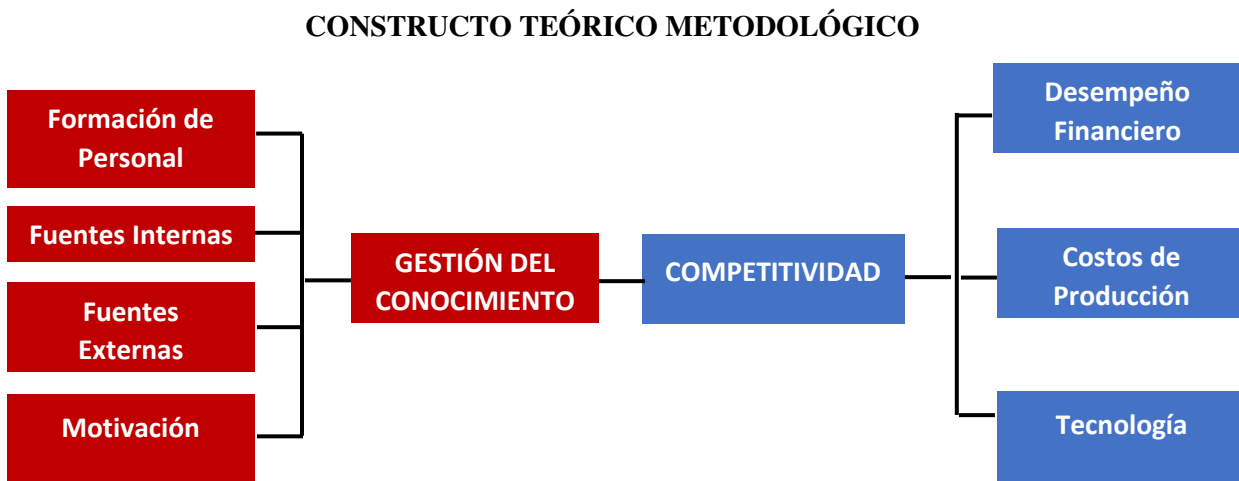 CONSTRUCTO TEÓRICO METODOLÓGICO
Formación de
Personal
Fuentes Internas
Fuentes
Externas
Motivación
GESTIÓN DEL
CONOCIMIENTO
COMPETITIVIDAD
Desempeño
Financiero
Costos de
Producción
Tecnología